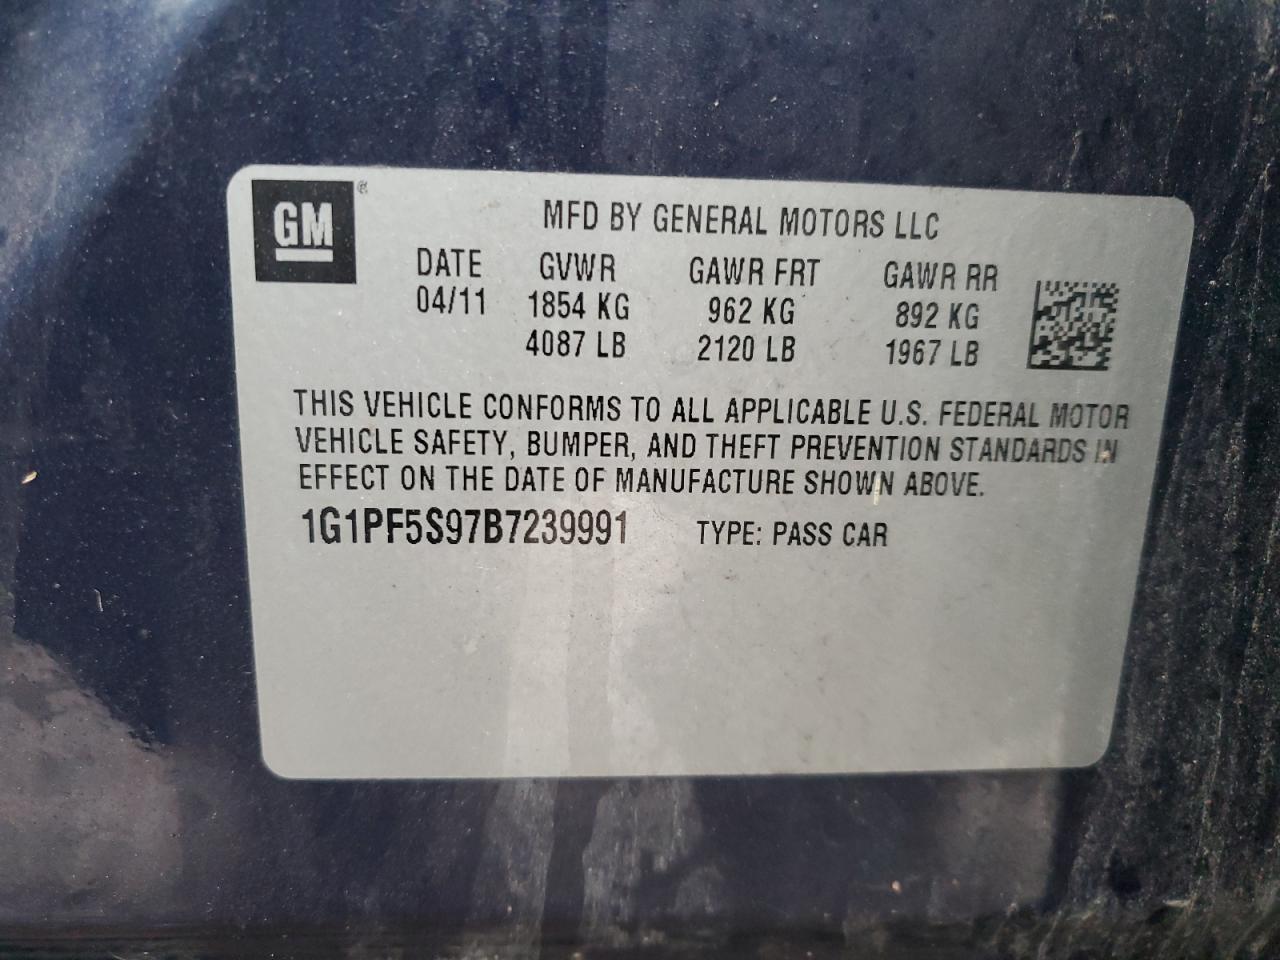 GM®
MFD BY GENERAL MOTORS LLC
DATE GVWR GAWR FRT GAWR RR
04/11 1854 KG 962 KG 892 KG
4087 LB 2120 LB 1967 LB
THIS VEHICLE CONFORMS TO ALL APPLICABLE U.S. FEDERAL MOTOR
VEHICLE SAFETY, BUMPER, AND THEFT PREVENTION STANDARDS IN
EFFECT ON THE DATE OF MANUFACTURE SHOWN ABOVE.
1G1PF5S97B7239991 TYPE: PASS CAR